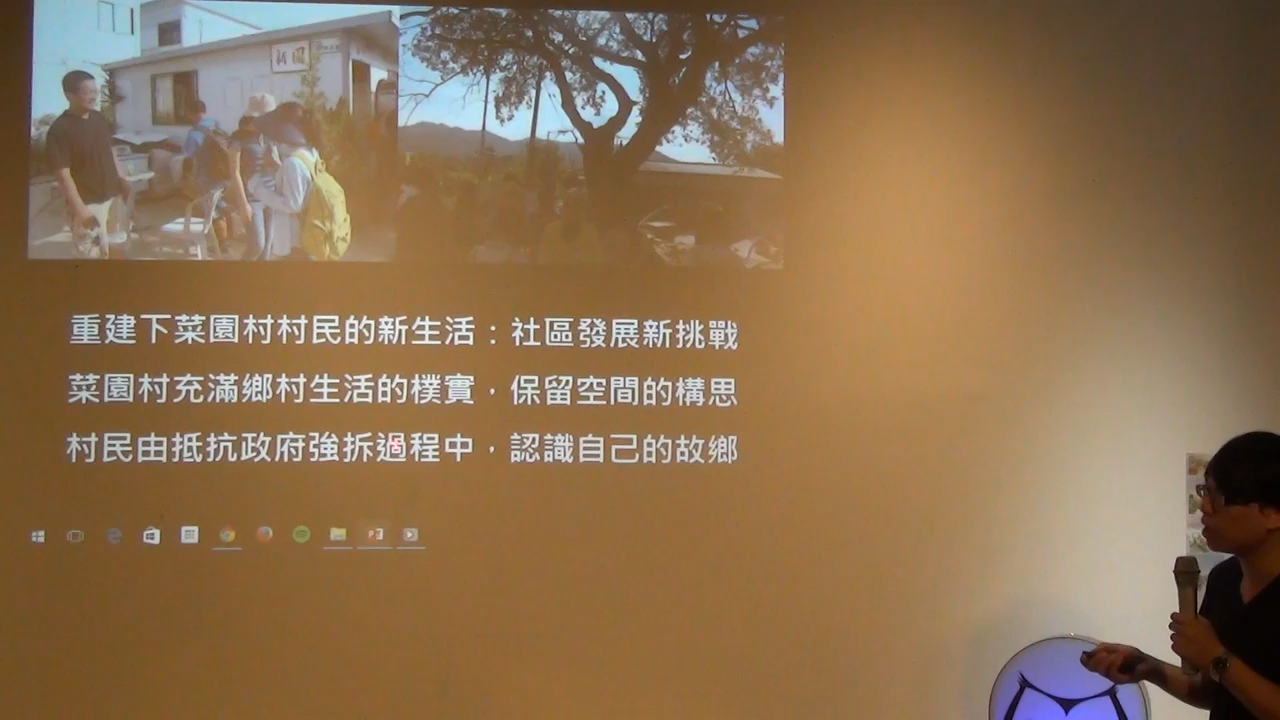 重建下菜園村村民的新生活：社區發展新挑戰
菜園村充滿鄉村生活的樸實，保留空間的構思
村民由抵抗政府強拆過程中，認識自己的故鄉